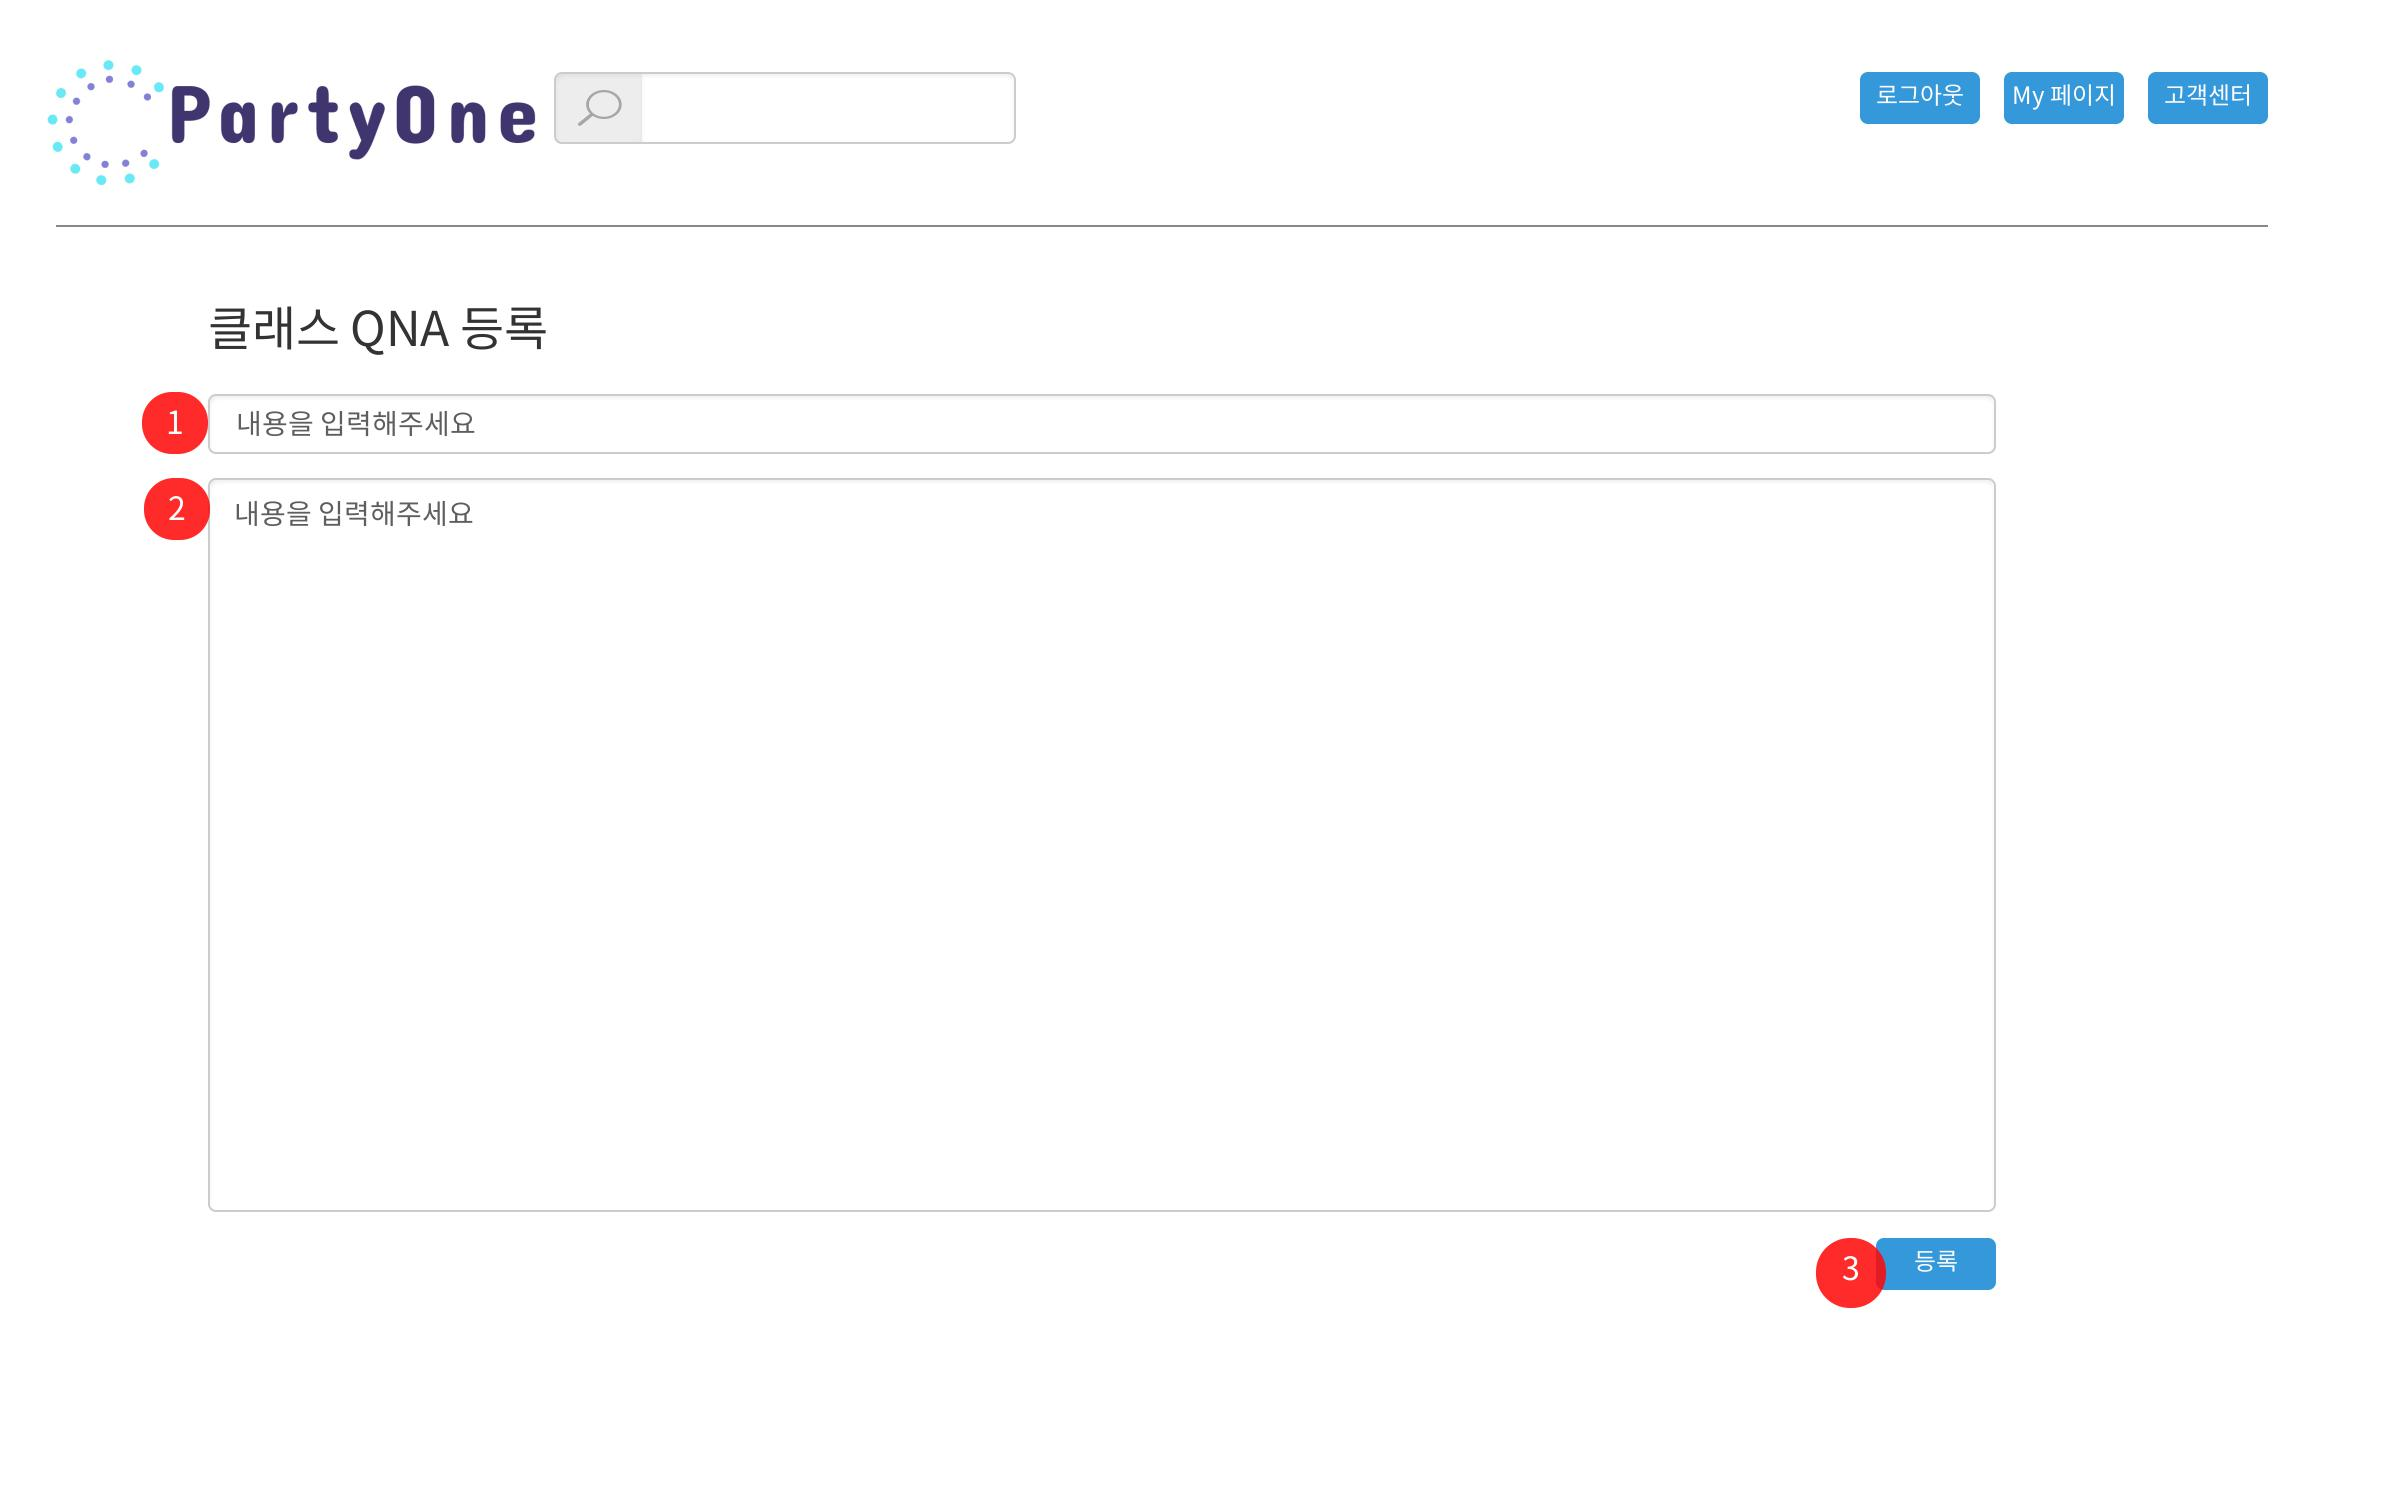 PartyOne
로그아웃
My 페이지
고객센터
클래스 QNA 등록
1
내용을 입력해주세요
2
내용을 입력해주세요
3
등록